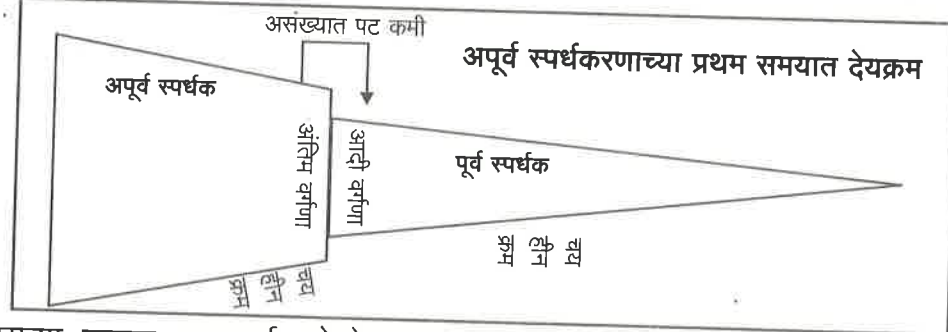 असंख्यात पट कमी
अपूर्व स्पर्धकरणाच्या प्रथम समयात देयक्रम
अपूर्व स्पर्धक
अंतिम वर्गणा
आदी वर्गणा
पूर्व स्पर्धक
चय
हीन
क्रम
चय
हीन
क्रम